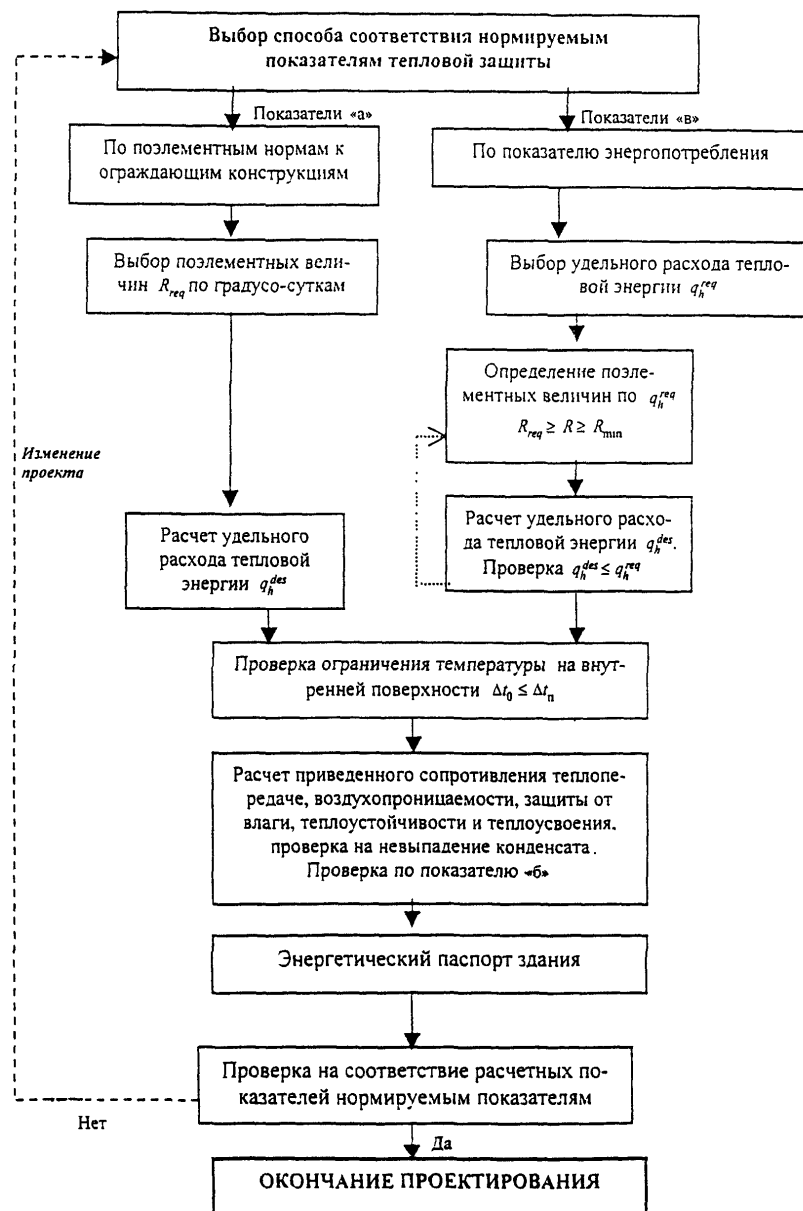 Выбор способа соответствия нормируемым
показателям тепловой защиты
Показатели «а»
Показатели «в»
По поэлементным нормам к
ограждающим конструкциям
По показателю энергопотребления
Выбор поэлементных вели-
чин R_req по градусо-суткам
Выбор удельного расхода тепло-
вой энергии q_h^req
Определение поэле-
ментных величин по q_h^req
R_req ≥ R ≥ R_min
Изменение
проекта
Расчет удельного
расхода тепловой
энергии q_h^des
Расчет удельного расхо-
да тепловой энергии q_h^des.
Проверка q_h^des ≤ q_h^req
Проверка ограничения температуры на внут-
ренней поверхности Δt_0 ≤ Δt_п
Расчет приведенного сопротивления теплопе-
редаче, воздухопроницаемости, защиты от
влаги, теплоустойчивости и теплоусвоения.
проверка на невыпадение конденсата.
Проверка по показателю «б»
Энергетический паспорт здания
Проверка на соответствие расчетных по-
казателей нормируемым показателям
Нет
Да
ОКОНЧАНИЕ ПРОЕКТИРОВАНИЯ